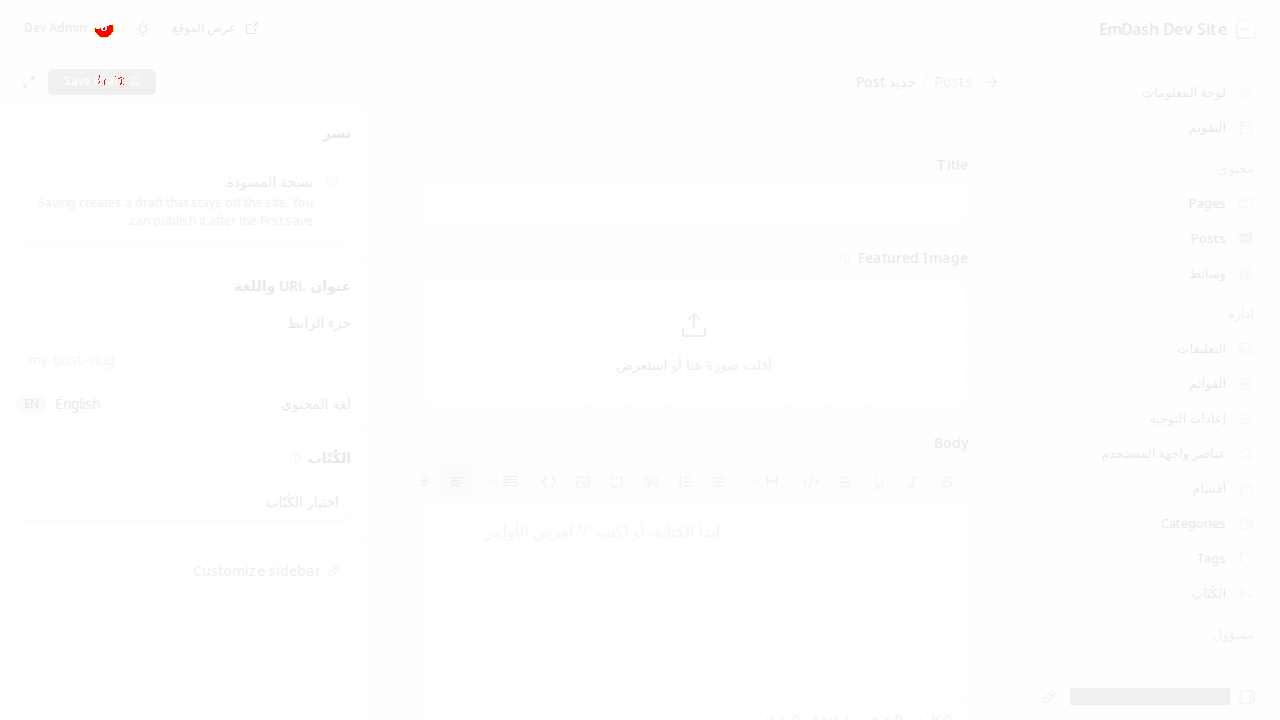 EmDash Dev Site
عرض الموقع
Dev Admin
Posts / جديد Post
Save
لوحة المعلومات
التقويم
محتوى
Pages
Posts
وسائط
إدارة
التعليقات
القوائم
إعادات التوجيه
عناصر واجهة المستخدم
أقسام
Categories
Tags
الكُتّاب
مسؤول
Title
Featured Image
أفلت صورة هنا أو استعرض
Body
H
ابدأ الكتابة، أو اكتب '/' لعرض الأوامر
نشر
نسخة المسودة
Saving creates a draft that stays off the site. You
can publish it after the first save.
عنوان URL واللغة
جزء الرابط
my-post-slug
لغة المحتوى
English EN
الكُتّاب
اختيار الكُتّاب
Customize sidebar